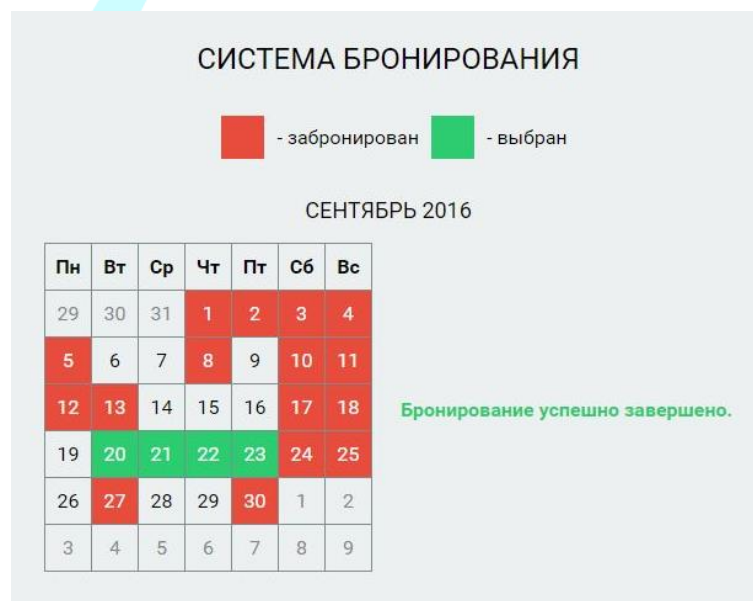 СИСТЕМА БРОНИРОВАНИЯ
- забронирован - выбран
СЕНТЯБРЬ 2016
Пн Вт Ср Чт Пт Сб Вс
29 30 31 1 2 3 4
5 6 7 8 9 10 11
12 13 14 15 16 17 18
Бронирование успешно завершено.
19 20 21 22 23 24 25
26 27 28 29 30 1 2
3 4 5 6 7 8 9